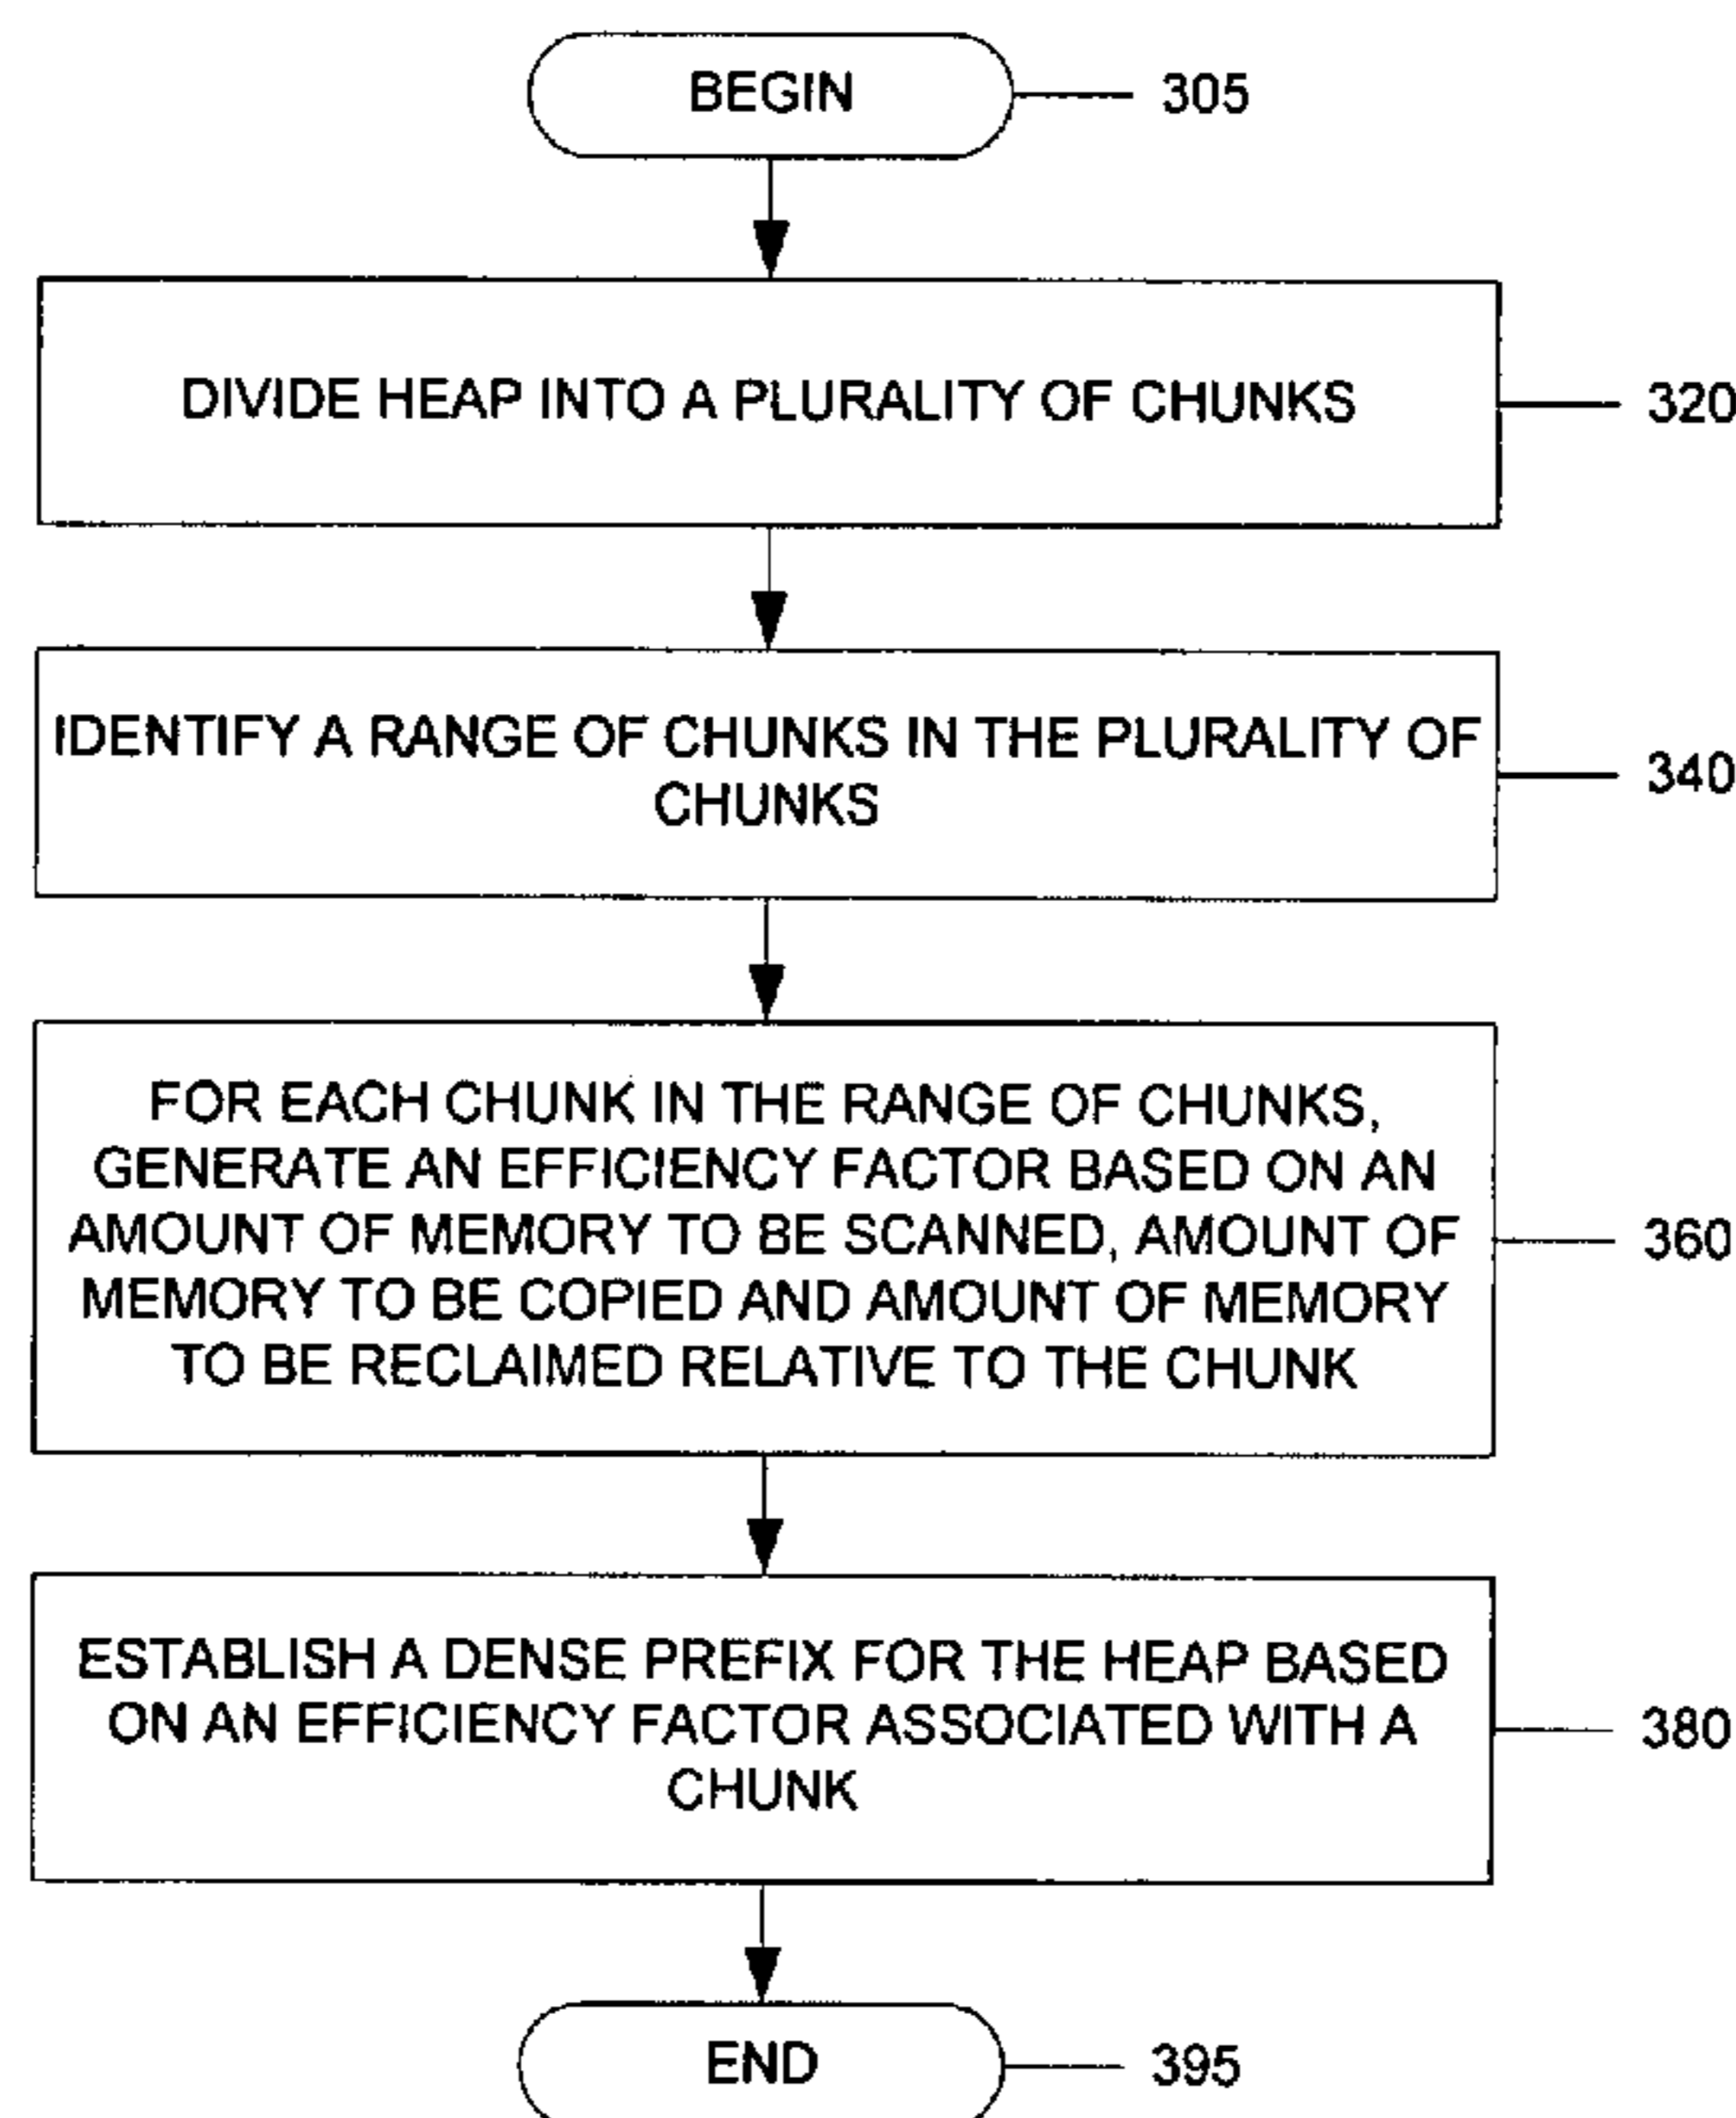 BEGIN
305
DIVIDE HEAP INTO A PLURALITY OF CHUNKS
320
IDENTIFY A RANGE OF CHUNKS IN THE PLURALITY OF
CHUNKS
340
FOR EACH CHUNK IN THE RANGE OF CHUNKS,
GENERATE AN EFFICIENCY FACTOR BASED ON AN
AMOUNT OF MEMORY TO BE SCANNED, AMOUNT OF
MEMORY TO BE COPIED AND AMOUNT OF MEMORY
TO BE RECLAIMED RELATIVE TO THE CHUNK
360
ESTABLISH A DENSE PREFIX FOR THE HEAP BASED
ON AN EFFICIENCY FACTOR ASSOCIATED WITH A
CHUNK
380
END
395